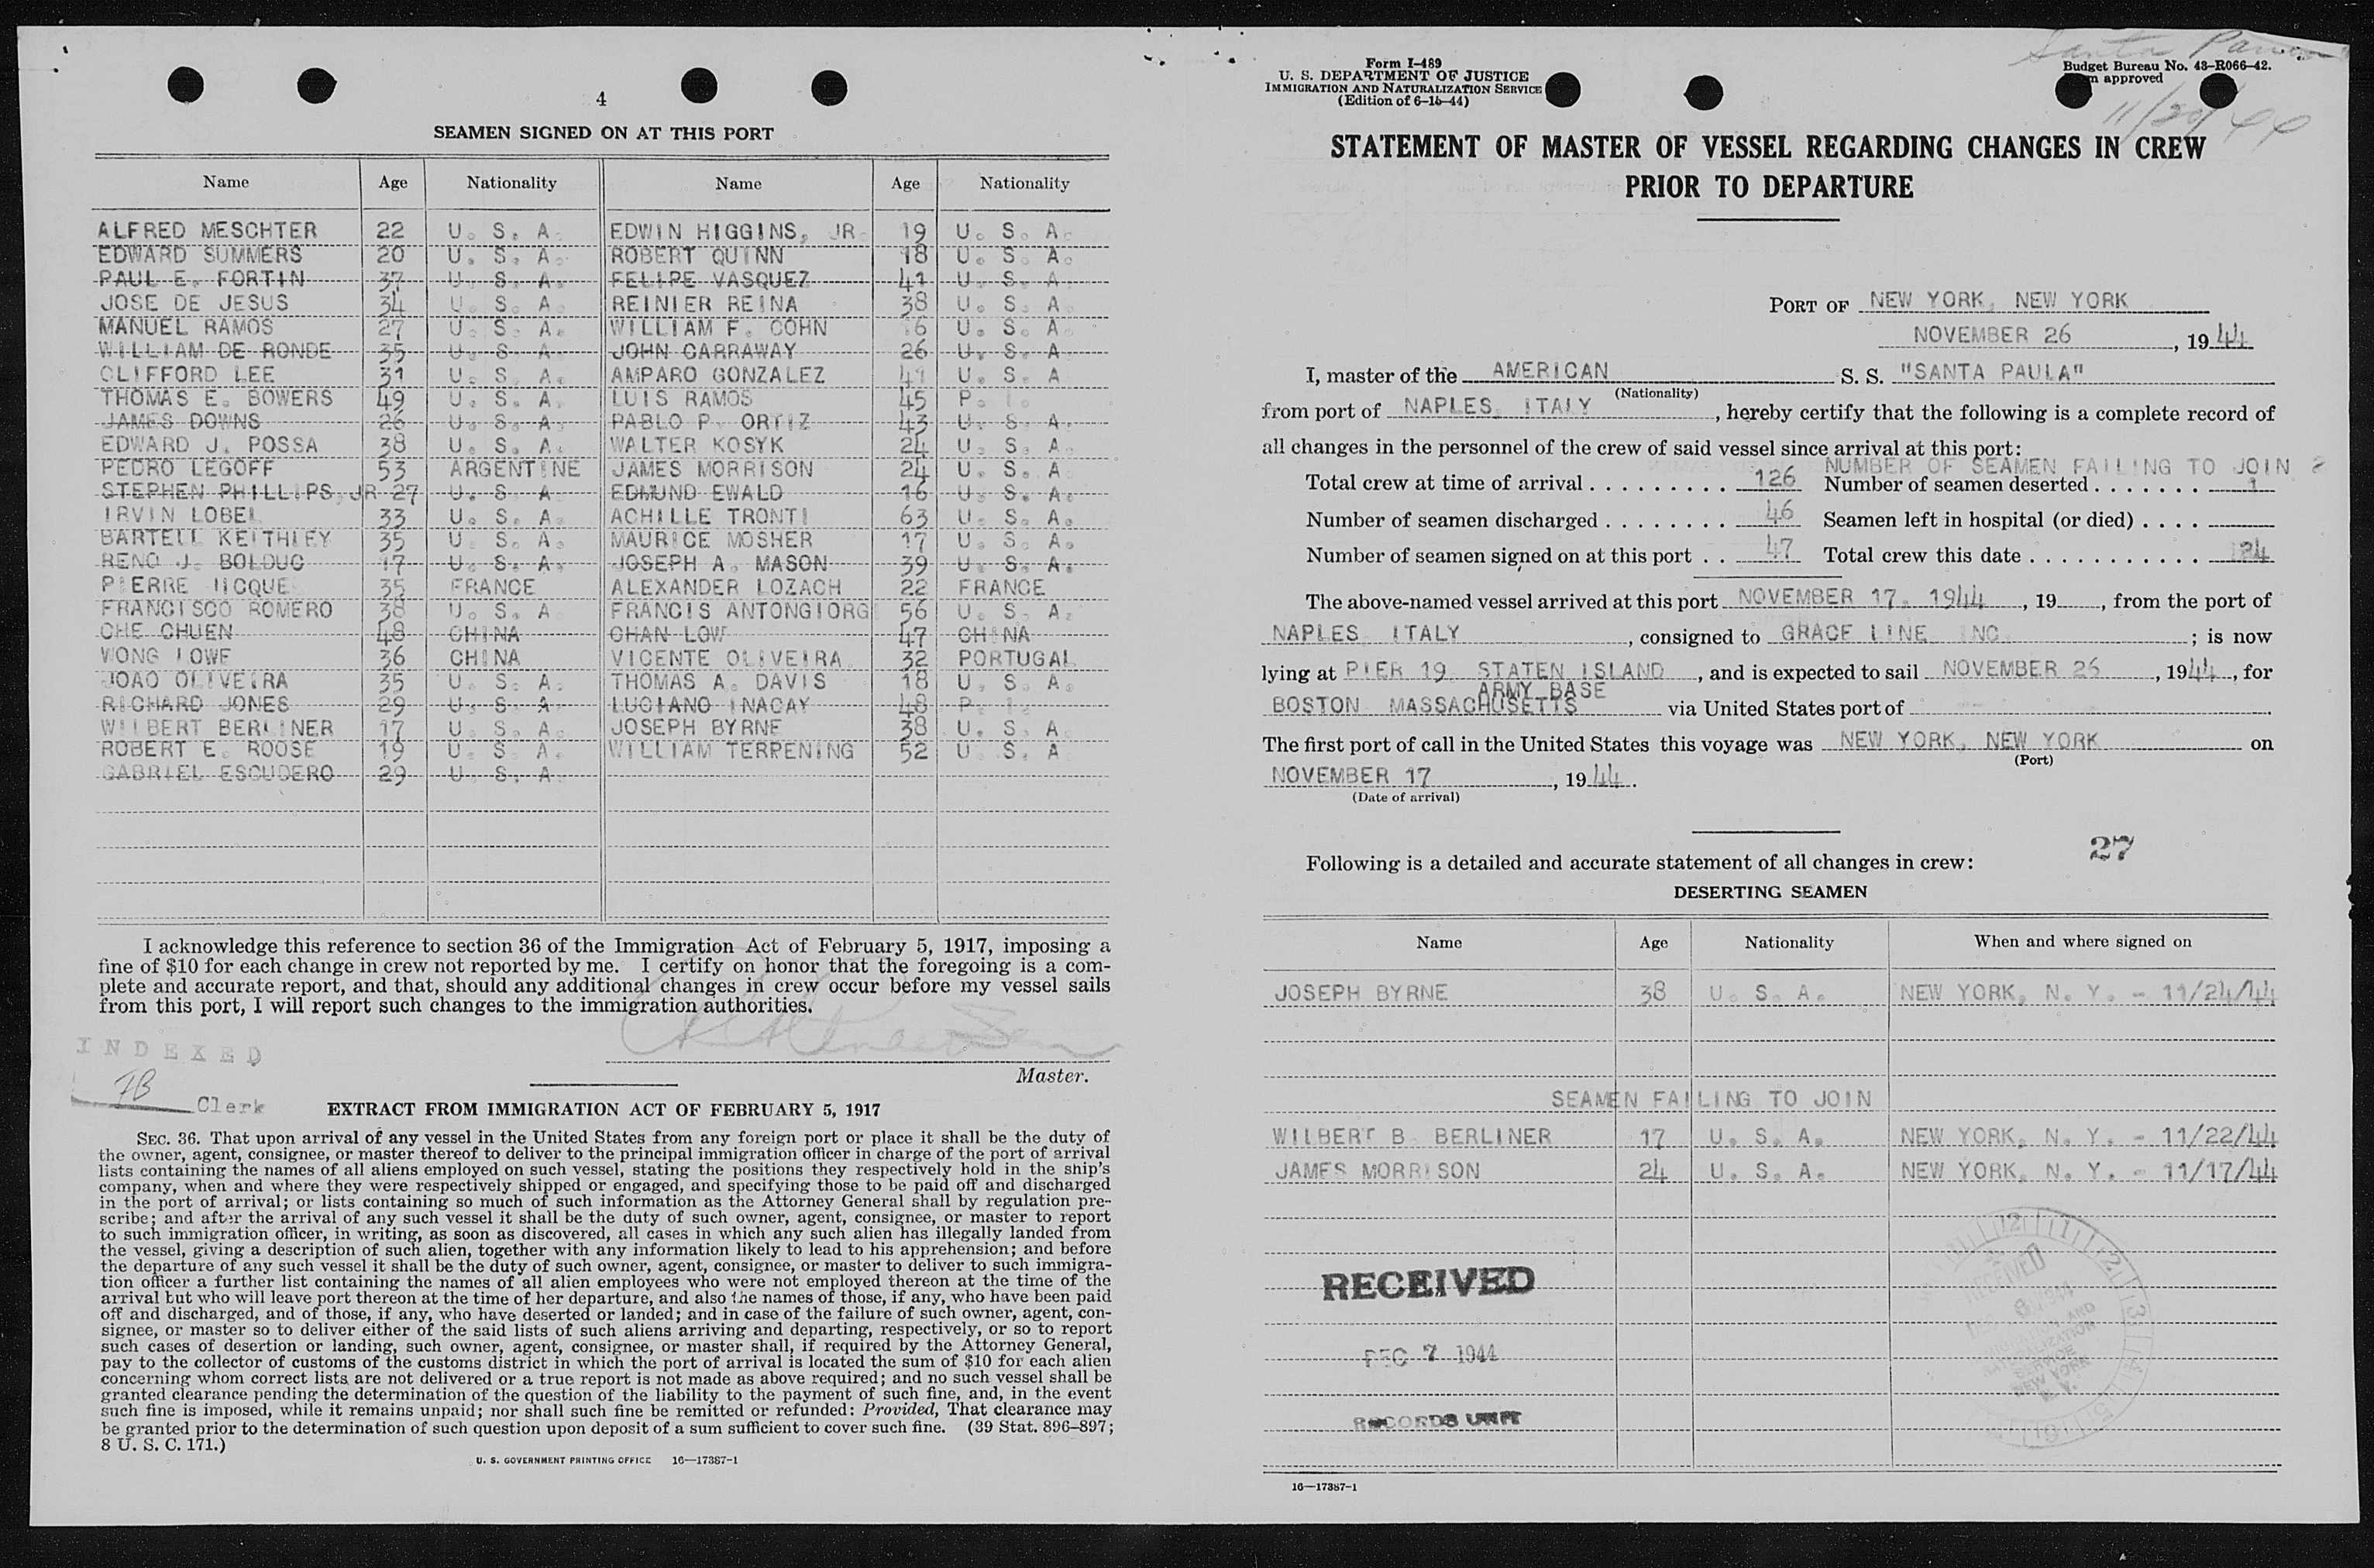 4
SEAMEN SIGNED ON AT THIS PORT
Name Age Nationality Name Age Nationality
ALFRED MESCHTER 22 U. S. A. EDWIN HIGGINS, JR. 19 U. S. A.
EDWARD SUMMERS 20 U. S. A. ROBERT QUINN 18 U. S. A.
PAUL E. FORTIN 37 U. S. A. FELIPE VASQUEZ 41 U. S. A.
JOSE DE JESUS 34 U. S. A. REINIER REINA 38 U. S. A.
MANUEL RAMOS 27 U. S. A. WILLIAM F. COHN 16 U. S. A.
WILLIAM DE RONDE 35 U. S. A. JOHN CARRAWAY 26 U. S. A.
CLIFFORD LEE 31 U. S. A. AMPARO GONZALEZ 41 U. S. A
THOMAS E. BOWERS 49 U. S. A. LUIS RAMOS 45 P. I.
JAMES DOWNS 26 U. S. A. PABLO P. ORTIZ 43 U. S. A.
EDWARD J. POSSA 38 U. S. A. WALTER KOSYK 24 U. S. A.
PEDRO LEGOFF 53 ARGENTINE JAMES MORRISON 24 U. S. A
STEPHEN PHILLIPS, JR 27 U. S. A EDMUND EWALD 16 U. S. A.
IRVIN LOBEL 33 U. S. A. ACHILLE TRONTI 63 U. S. A.
BARTELL KEITHLEY 35 U. S. A. MAURICE MOSHER 17 U. S. A.
RENO J. BOLDUC 17 U. S. A. JOSEPH A. MASON 39 U. S. A.
PIERRE IICQUE 35 FRANCE ALEXANDER LOZACH 22 FRANCE
FRANCISCO ROMERO 38 U. S. A FRANCIS ANTONGIORGI 56 U. S. A.
CHE CHUEN 48 CHINA CHAN LOW 47 CHINA
WONG LOWE 36 CHINA VICENTE OLIVEIRA 32 PORTUGAL
JOAO OLIVEIRA 35 U. S. A. THOMAS A. DAVIS 18 U. S. A.
RICHARD JONES 29 U. S. A. LUCIANO INACAY 48 P. I.
WILBERT BERLINER 17 U. S. A. JOSEPH BYRNE 38 U. S. A
ROBERT E. ROOSE 19 U. S. A. WILLIAM TERPENING 52 U S. A
GABRIEL ESCUDERO 29 U. S. A.
I acknowledge this reference to section 36 of the Immigration Act of February 5, 1917, imposing a
fine of $10 for each change in crew not reported by me. I certify on honor that the foregoing is a com-
plete and accurate report, and that, should any additional changes in crew occur before my vessel sails
from this port, I will report such changes to the immigration authorities.
INDEXED
Master.
JB Clerk
EXTRACT FROM IMMIGRATION ACT OF FEBRUARY 5, 1917
SEC. 36. That upon arrival of any vessel in the United States from any foreign port or place it shall be the duty of
the owner, agent, consignee, or master thereof to deliver to the principal immigration officer in charge of the port of arrival
lists containing the names of all aliens employed on such vessel, stating the positions they respectively hold in the ship's
company, when and where they were respectively shipped or engaged, and specifying those to be paid off and discharged
in the port of arrival; or lists containing so much of such information as the Attorney General shall by regulation pre-
scribe; and after the arrival of any such vessel it shall be the duty of such owner, agent, consignee, or master to report
to such immigration officer, in writing, as soon as discovered, all cases in which any such alien has illegally landed from
the vessel, giving a description of such alien, together with any information likely to lead to his apprehension; and before
the departure of any such vessel it shall be the duty of such owner, agent, consignee, or master to deliver to such immigra-
tion officer a further list containing the names of all alien employees who were not employed thereon at the time of the
arrival but who will leave port thereon at the time of her departure, and also the names of those, if any, who have been paid
off and discharged, and of those, if any, who have deserted or landed; and in case of the failure of such owner, agent, con-
signee, or master so to deliver either of the said lists of such aliens arriving and departing, respectively, or so to report
such cases of desertion or landing, such owner, agent, consignee, or master shall, if required by the Attorney General,
pay to the collector of customs of the customs district in which the port of arrival is located the sum of $10 for each alien
concerning whom correct lists are not delivered or a true report is not made as above required; and no such vessel shall be
granted clearance pending the determination of the question of the liability to the payment of such fine, and, in the event
such fine is imposed, while it remains unpaid; nor shall such fine be remitted or refunded: Provided, That clearance may
be granted prior to the determination of such question upon deposit of a sum sufficient to cover such fine. (39 Stat. 896–897;
8 U. S. C. 171.)
U. S. GOVERNMENT PRINTING OFFICE 16—17387-1
Form I-489
U. S. DEPARTMENT OF JUSTICE
IMMIGRATION AND NATURALIZATION SERVICE
(Edition of 6-15-44)
Santa
Budget Bureau No. 43-R066-42.
approved
11/30/44
STATEMENT OF MASTER OF VESSEL REGARDING CHANGES IN CREW
PRIOR TO DEPARTURE
PORT OF NEW YORK, NEW YORK
NOVEMBER 26, 1944
I, master of the AMERICAN S. S. "SANTA PAULA"
(Nationality)
from port of NAPLES, ITALY, hereby certify that the following is a complete record of
all changes in the personnel of the crew of said vessel since arrival at this port:
NUMBER OF SEAMEN FAILING TO JOIN 2
Total crew at time of arrival 126 Number of seamen deserted 1
Number of seamen discharged 46 Seamen left in hospital (or died)
Number of seamen signed on at this port 47 Total crew this date 124
The above-named vessel arrived at this port NOVEMBER 17, 1944, 19, from the port of
NAPLES ITALY, consigned to GRACE LINE INC.; is now
lying at PIER 19 STATEN ISLAND, and is expected to sail NOVEMBER 26, 1944, for
ARMY BASE
BOSTON MASSACHUSETTS via United States port of
The first port of call in the United States this voyage was NEW YORK, NEW YORK on
(Port)
NOVEMBER 17, 1944.
(Date of arrival)
27
Following is a detailed and accurate statement of all changes in crew:
DESERTING SEAMEN
Name Age Nationality When and where signed on
JOSEPH BYRNE 38 U. S. A. NEW YORK, N. Y. - 11/24/44
SEAMEN FAILING TO JOIN
WILBERT B. BERLINER 17 U. S. A. NEW YORK, N. Y. - 11/22/44
JAMES MORRISON 24 U. S. A. NEW YORK, N. Y. - 11/17/44
RECEIVED
DEC 7 1944
RECORDS UNIT
RECEIVED
IMMIGRATION AND
NATURALIZATION
SERVICE
NEW YORK
N. Y.
16—17387-1